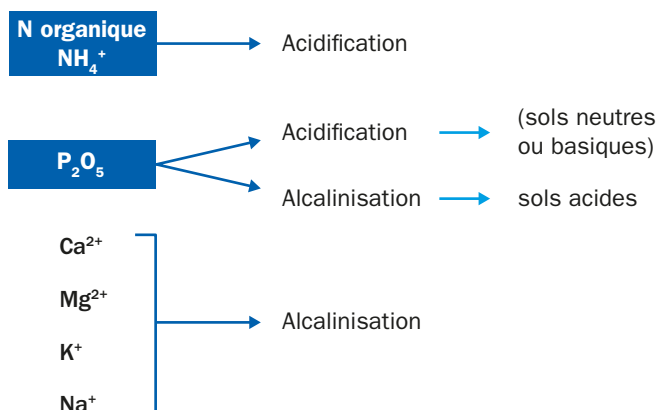 N organique
NH₄⁺
Acidification
P₂O₅
Acidification
(sols neutres
ou basiques)
Alcalinisation
sols acides
Ca²⁺
Mg²⁺
Alcalinisation
K⁺
Na⁺